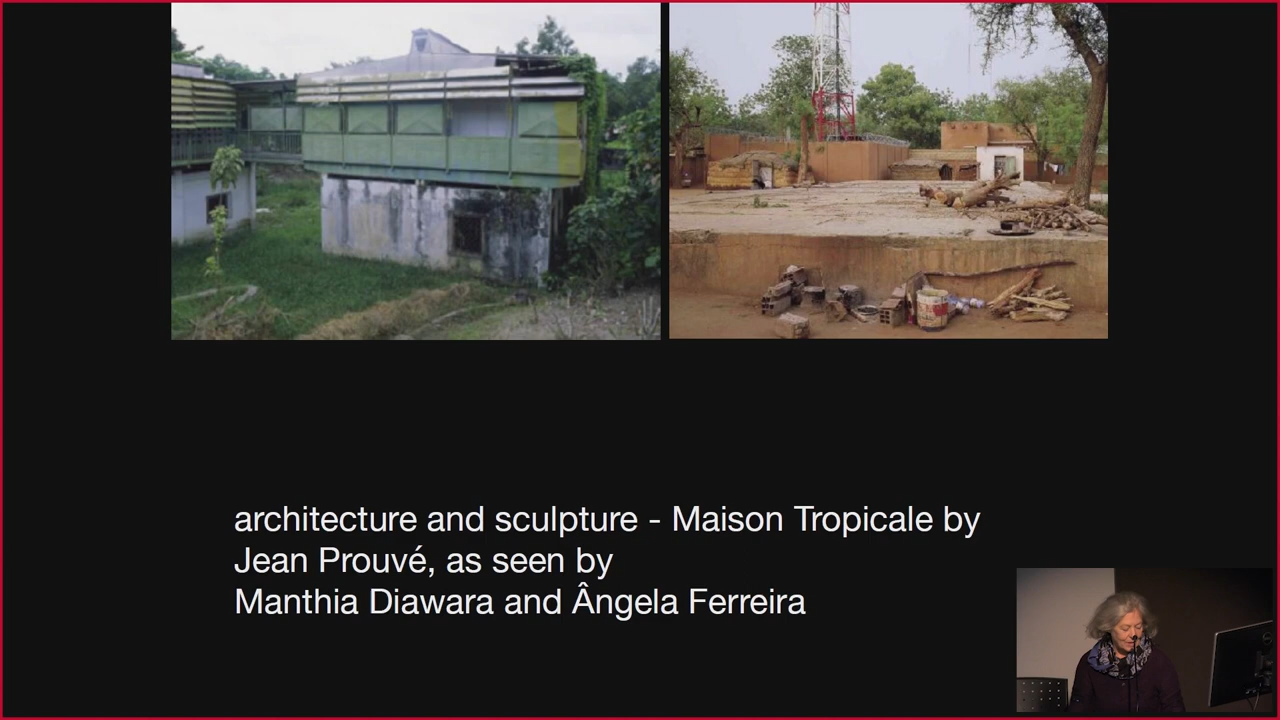 architecture and sculpture - Maison Tropicale by
Jean Prouvé, as seen by
Manthia Diawara and Ângela Ferreira